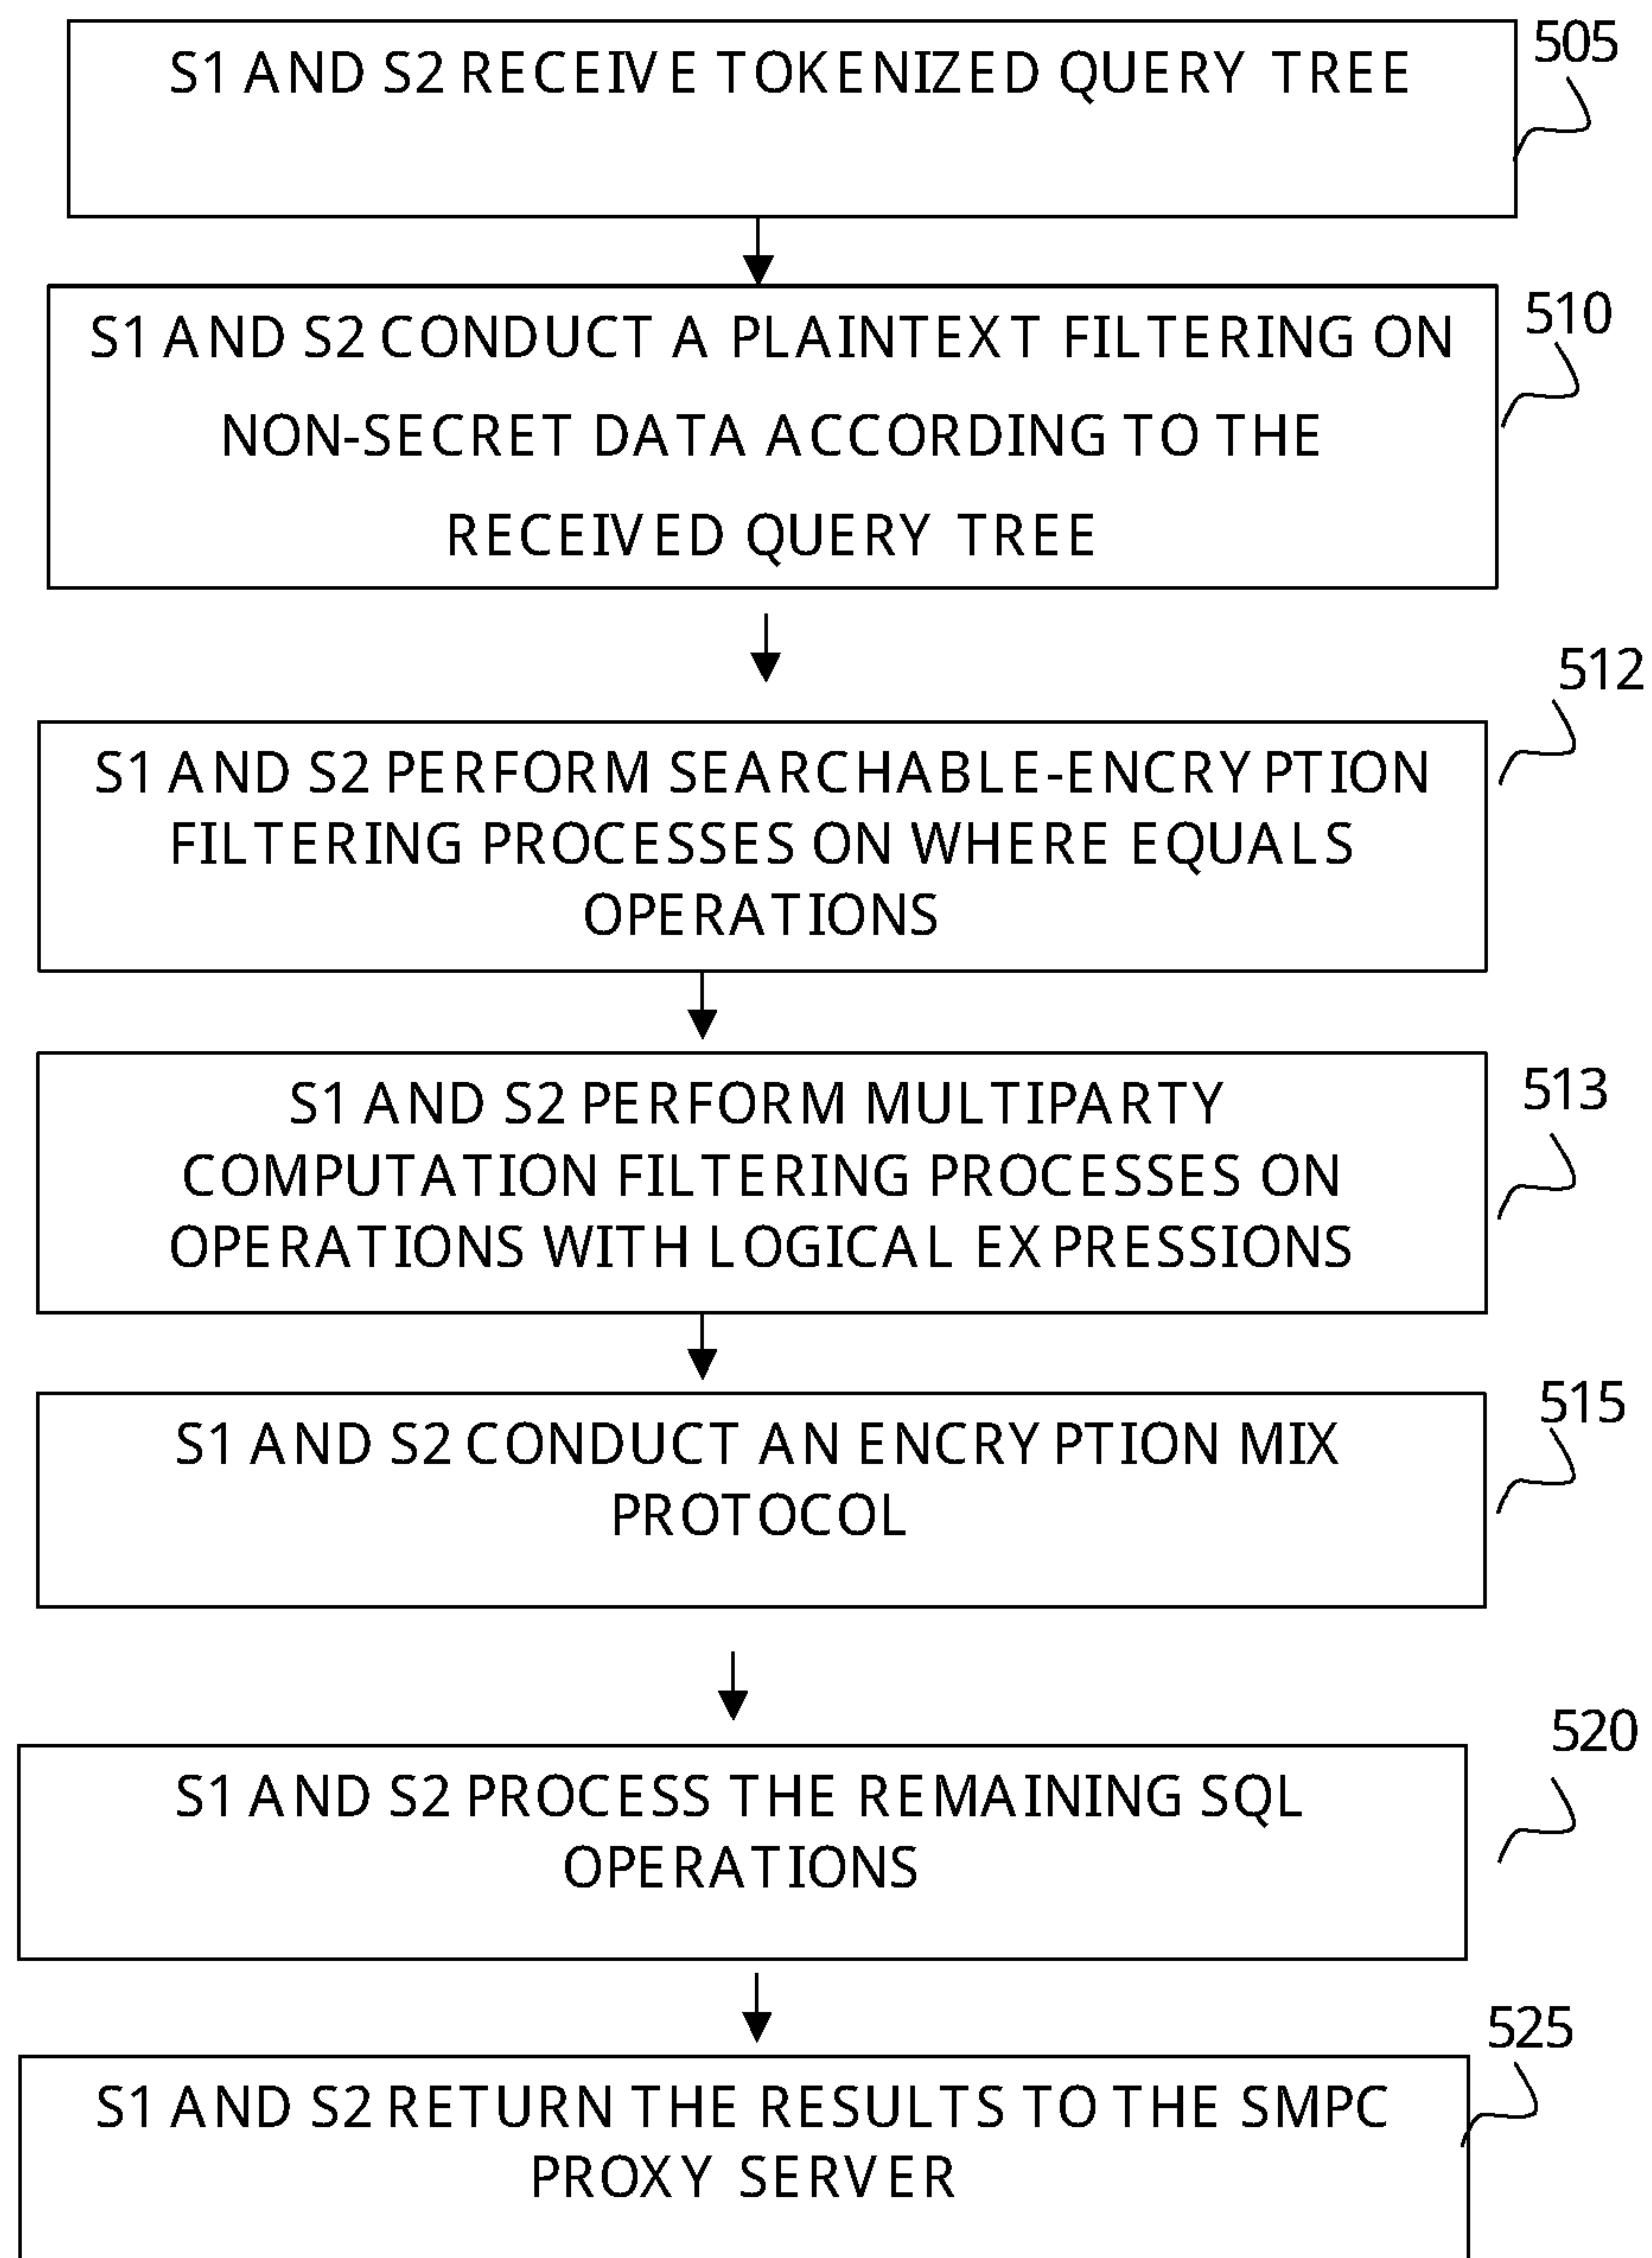 S1 AND S2 RECEIVE TOKENIZED QUERY TREE
505
S1 AND S2 CONDUCT A PLAINTEXT FILTERING ON
NON-SECRET DATA ACCORDING TO THE
RECEIVED QUERY TREE
510
512
S1 AND S2 PERFORM SEARCHABLE-ENCRYPTION
FILTERING PROCESSES ON WHERE EQUALS
OPERATIONS
S1 AND S2 PERFORM MULTIPARTY
COMPUTATION FILTERING PROCESSES ON
OPERATIONS WITH LOGICAL EXPRESSIONS
513
S1 AND S2 CONDUCT AN ENCRYPTION MIX
PROTOCOL
515
520
S1 AND S2 PROCESS THE REMAINING SQL
OPERATIONS
525
S1 AND S2 RETURN THE RESULTS TO THE SMPC
PROXY SERVER